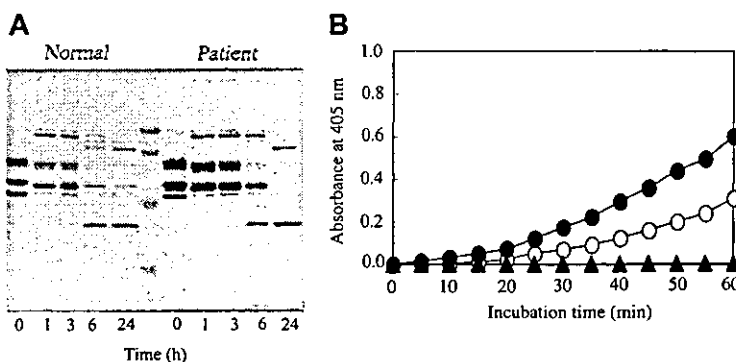 A
Normal Patient
0 1 3 6 24 0 1 3 6 24
Time (h)
B
1.0
0.8
0.6
0.4
0.2
0.0
Absorbance at 405 nm
0 10 20 30 40 50 60
Incubation time (min)